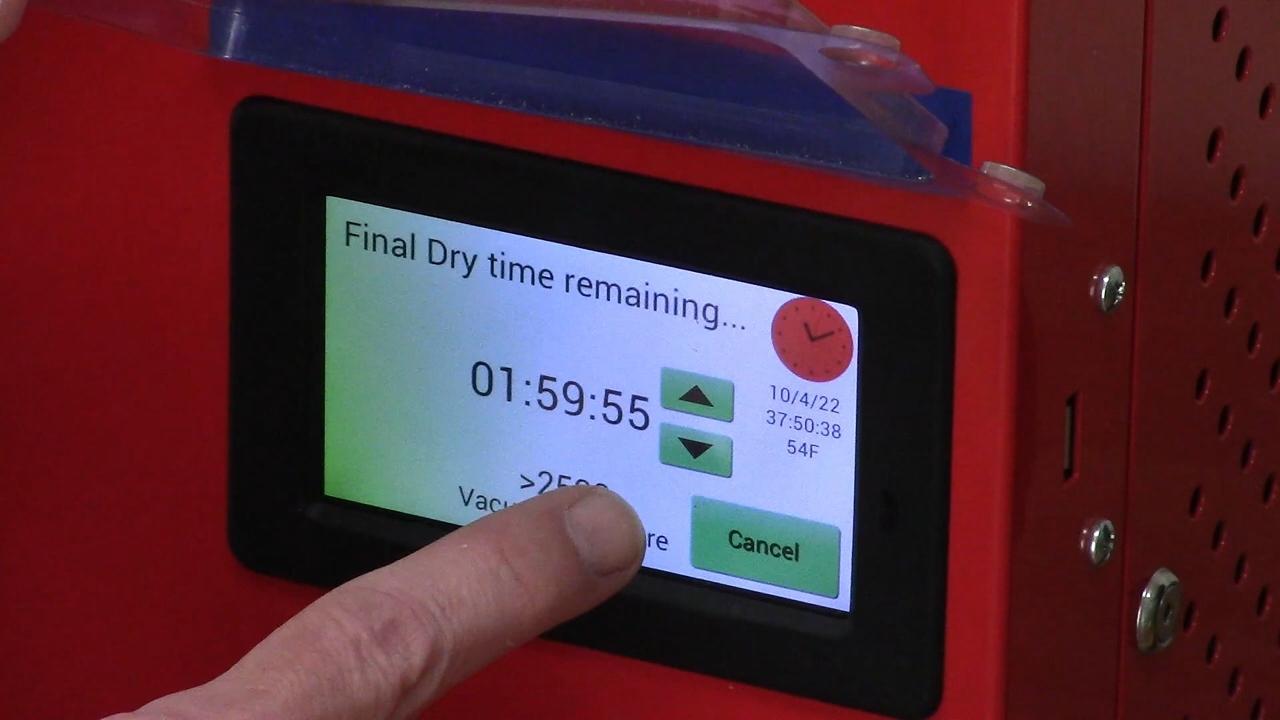 Final Dry time remaining...
01:59:55
10/4/22
37:50:38
54F
Cancel